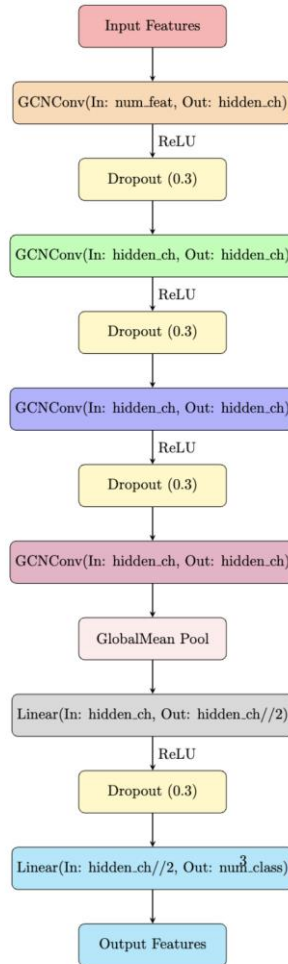 Input Features
GCNConv(In: num_feat, Out: hidden_ch)
ReLU
Dropout (0.3)
GCNConv(In: hidden_ch, Out: hidden_ch)
ReLU
Dropout (0.3)
GCNConv(In: hidden_ch, Out: hidden_ch)
ReLU
Dropout (0.3)
GCNConv(In: hidden_ch, Out: hidden_ch)
GlobalMean Pool
Linear(In: hidden_ch, Out: hidden_ch//2)
ReLU
Dropout (0.3)
3
Linear(In: hidden_ch//2, Out: num_class)
Output Features